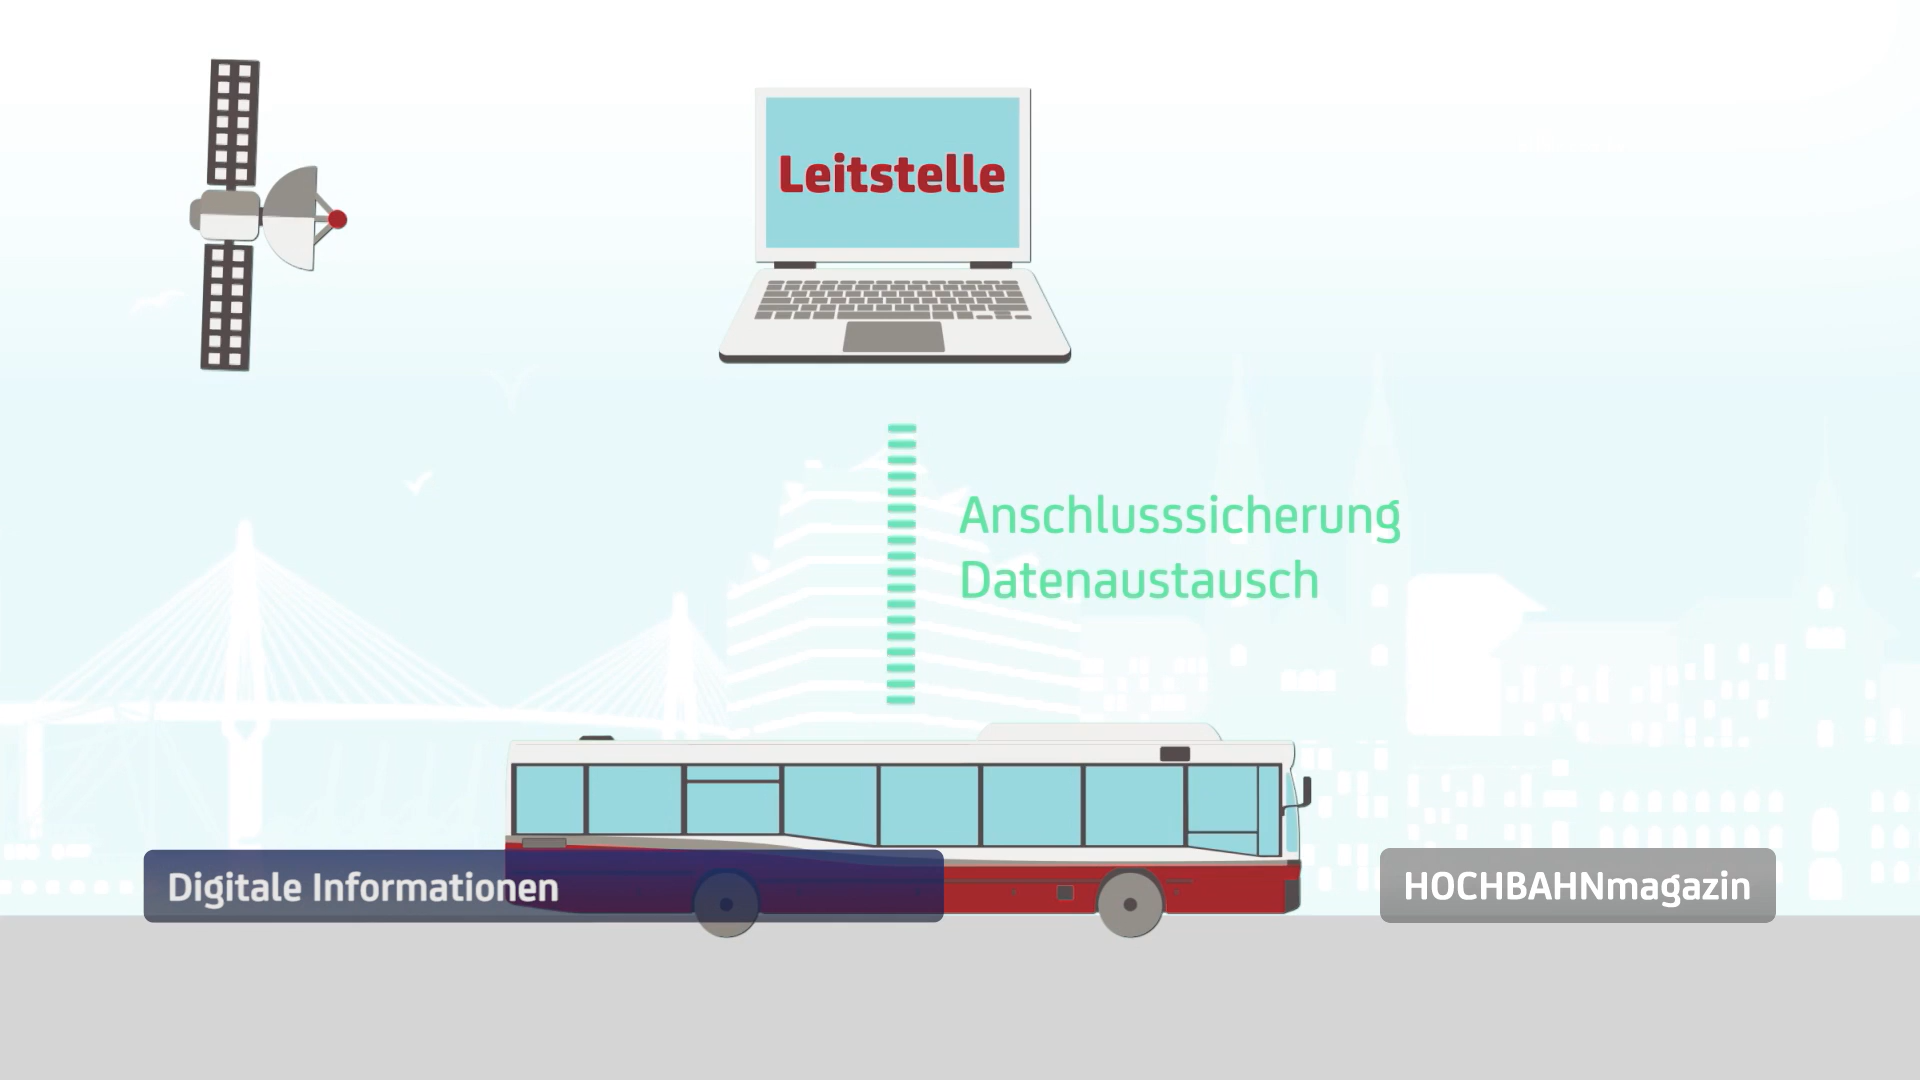 Leitstelle
Anschlusssicherung
Datenaustausch
Digitale Informationen
HOCHBAHNmagazin